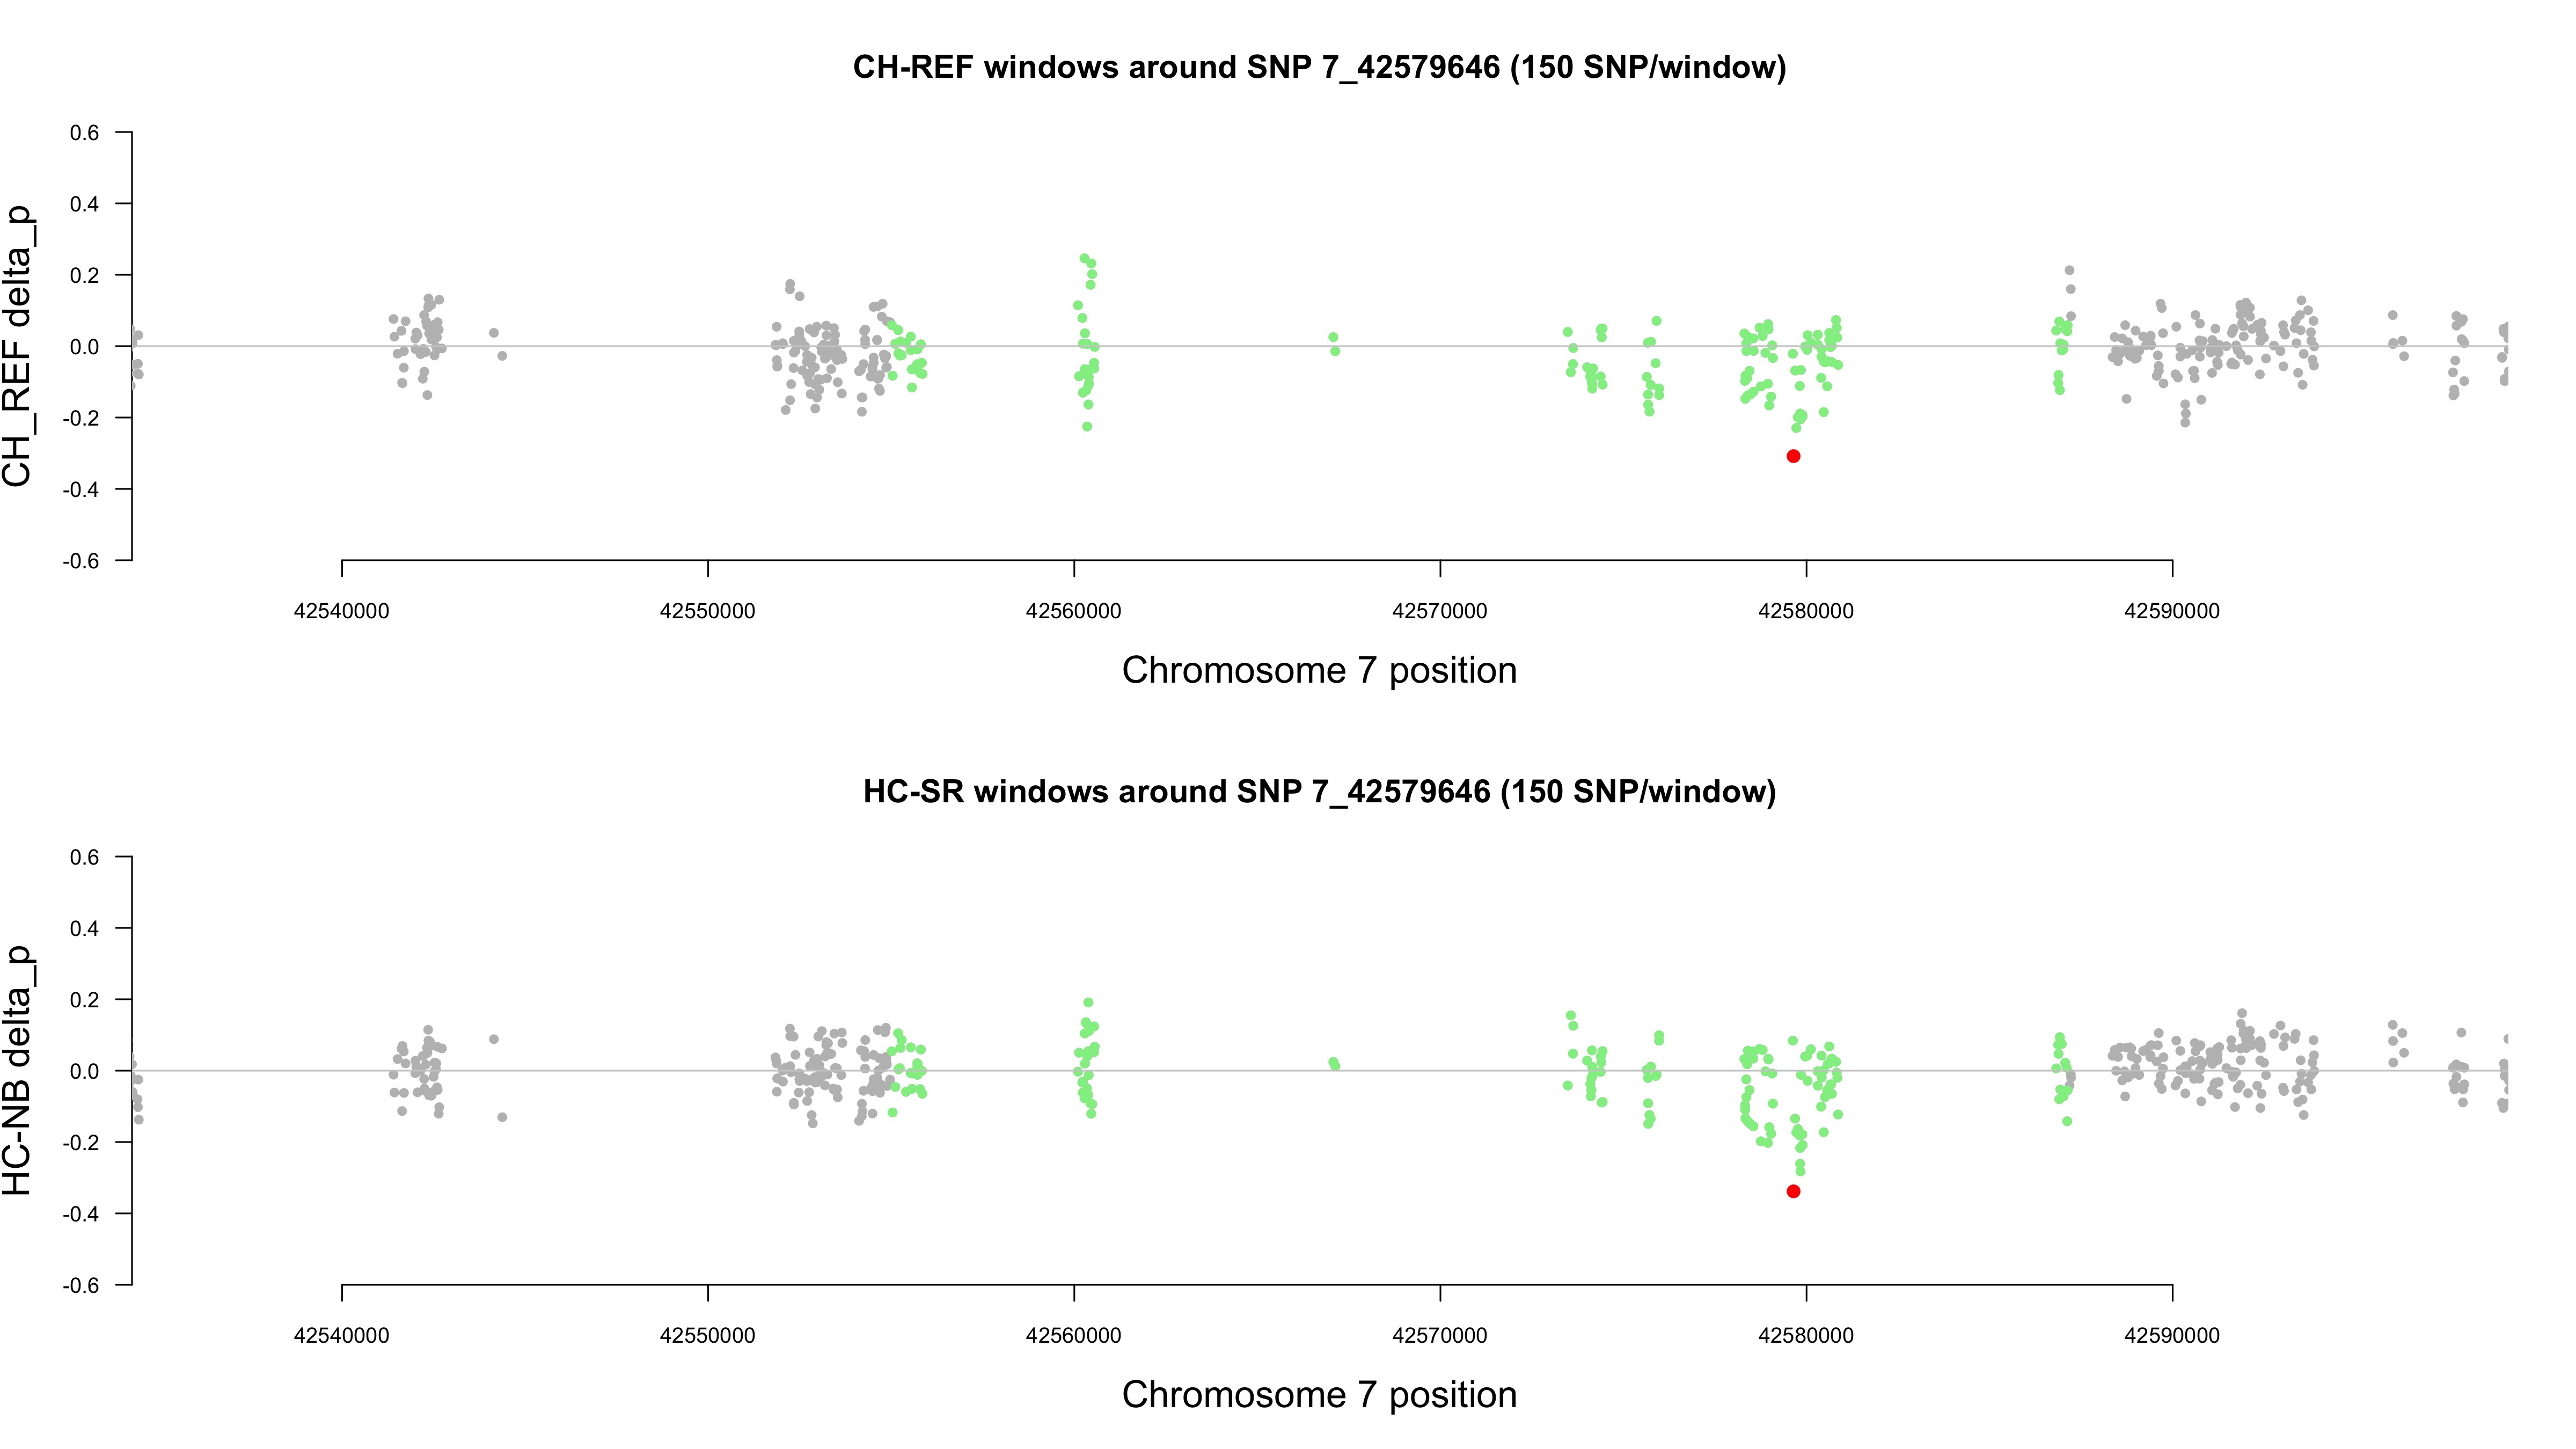 CH-REF windows around SNP 7_42579646 (150 SNP/window)
CH_REF delta_p
0.6
0.4
0.2
0.0
-0.2
-0.4
-0.6
42540000 42550000 42560000 42570000 42580000 42590000
Chromosome 7 position
HC-SR windows around SNP 7_42579646 (150 SNP/window)
HC-NB delta_p
0.6
0.4
0.2
0.0
-0.2
-0.4
-0.6
42540000 42550000 42560000 42570000 42580000 42590000
Chromosome 7 position